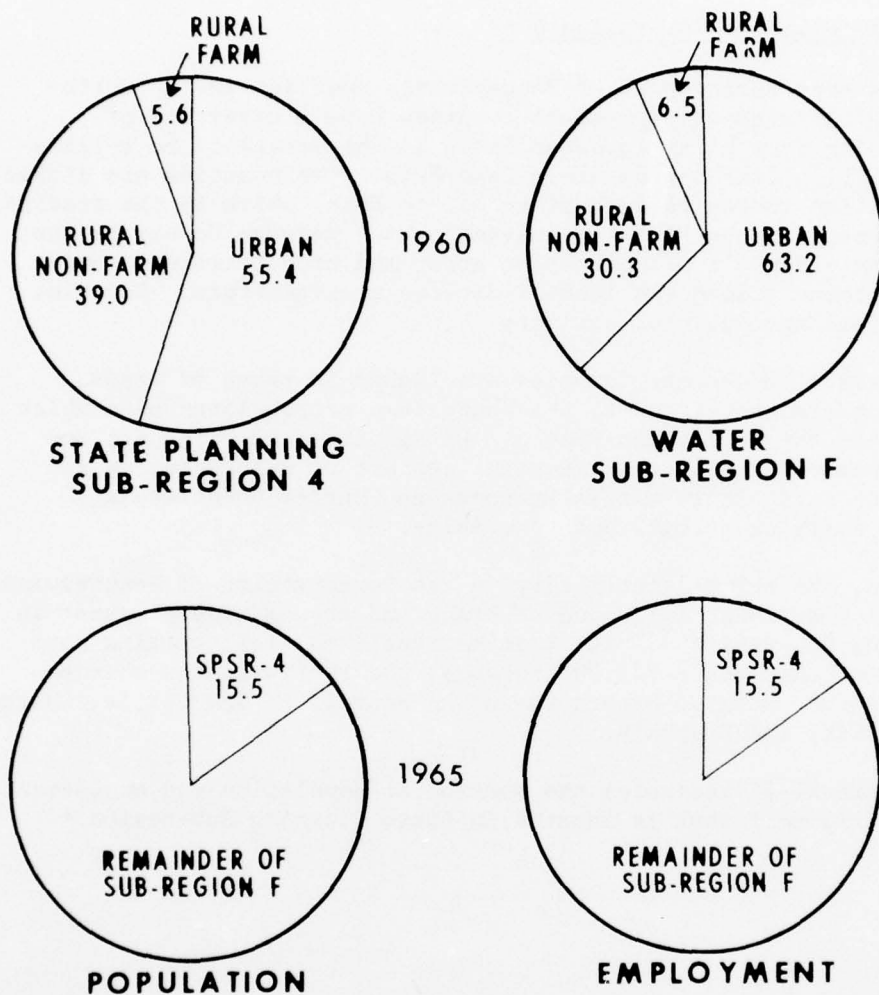 RURAL
FARM
5.6
RURAL
NON-FARM
39.0
URBAN
55.4
STATE PLANNING
SUB-REGION 4
1960
RURAL
FARM
6.5
RURAL
NON-FARM
30.3
URBAN
63.2
WATER
SUB-REGION F
SPSR-4
15.5
REMAINDER OF
SUB-REGION F
POPULATION
1965
SPSR-4
15.5
REMAINDER OF
SUB-REGION F
EMPLOYMENT